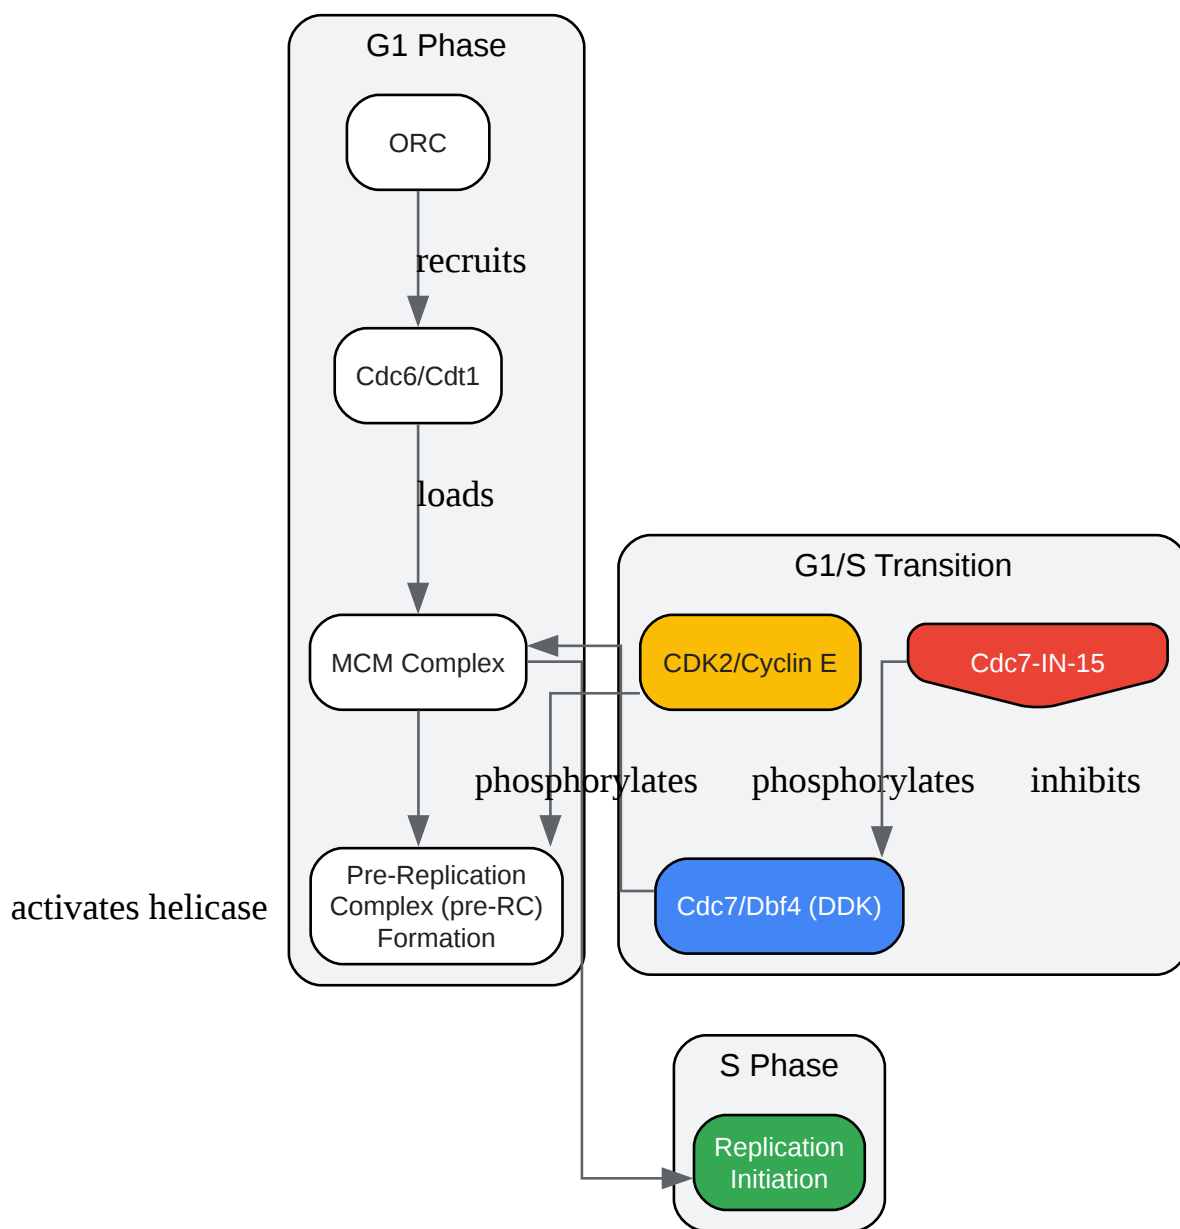 G1 Phase
ORC
recruits
Cdc6/Cdt1
loads
G1/S Transition
MCM Complex
CDK2/Cyclin E
Cdc7-IN-15
phosphorylates
phosphorylates
inhibits
Pre-Replication
Complex (pre-RC)
Formation
activates helicase
Cdc7/Dbf4 (DDK)
S Phase
Replication
Initiation